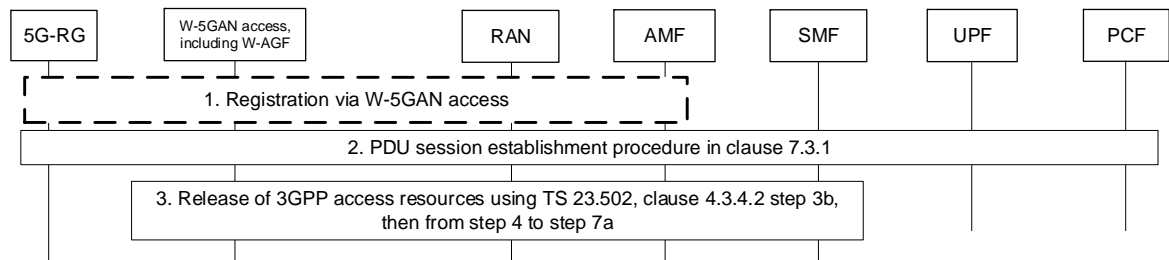 5G-RG
W-5GAN access,
including W-AGF
RAN
AMF
SMF
UPF
PCF
1. Registration via W-5GAN access
2. PDU session establishment procedure in clause 7.3.1
3. Release of 3GPP access resources using TS 23.502, clause 4.3.4.2 step 3b,
then from step 4 to step 7a